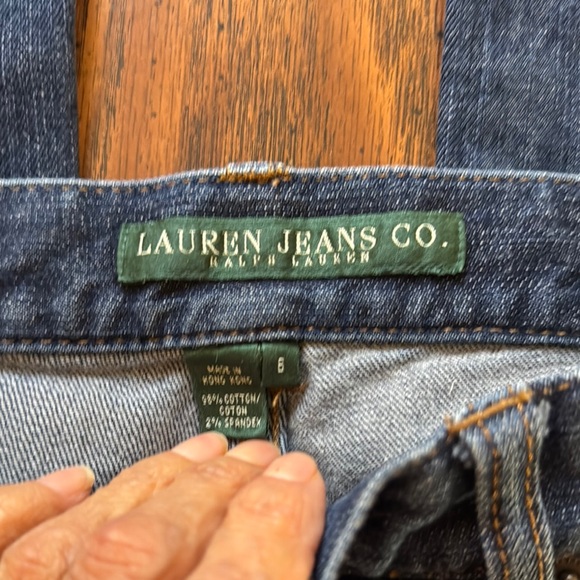 LAUREN JEANS CO.
RALPH LAUREN
6
MADE IN
HONG KONG
98% COTTON/
COTON
2% SPANDEX